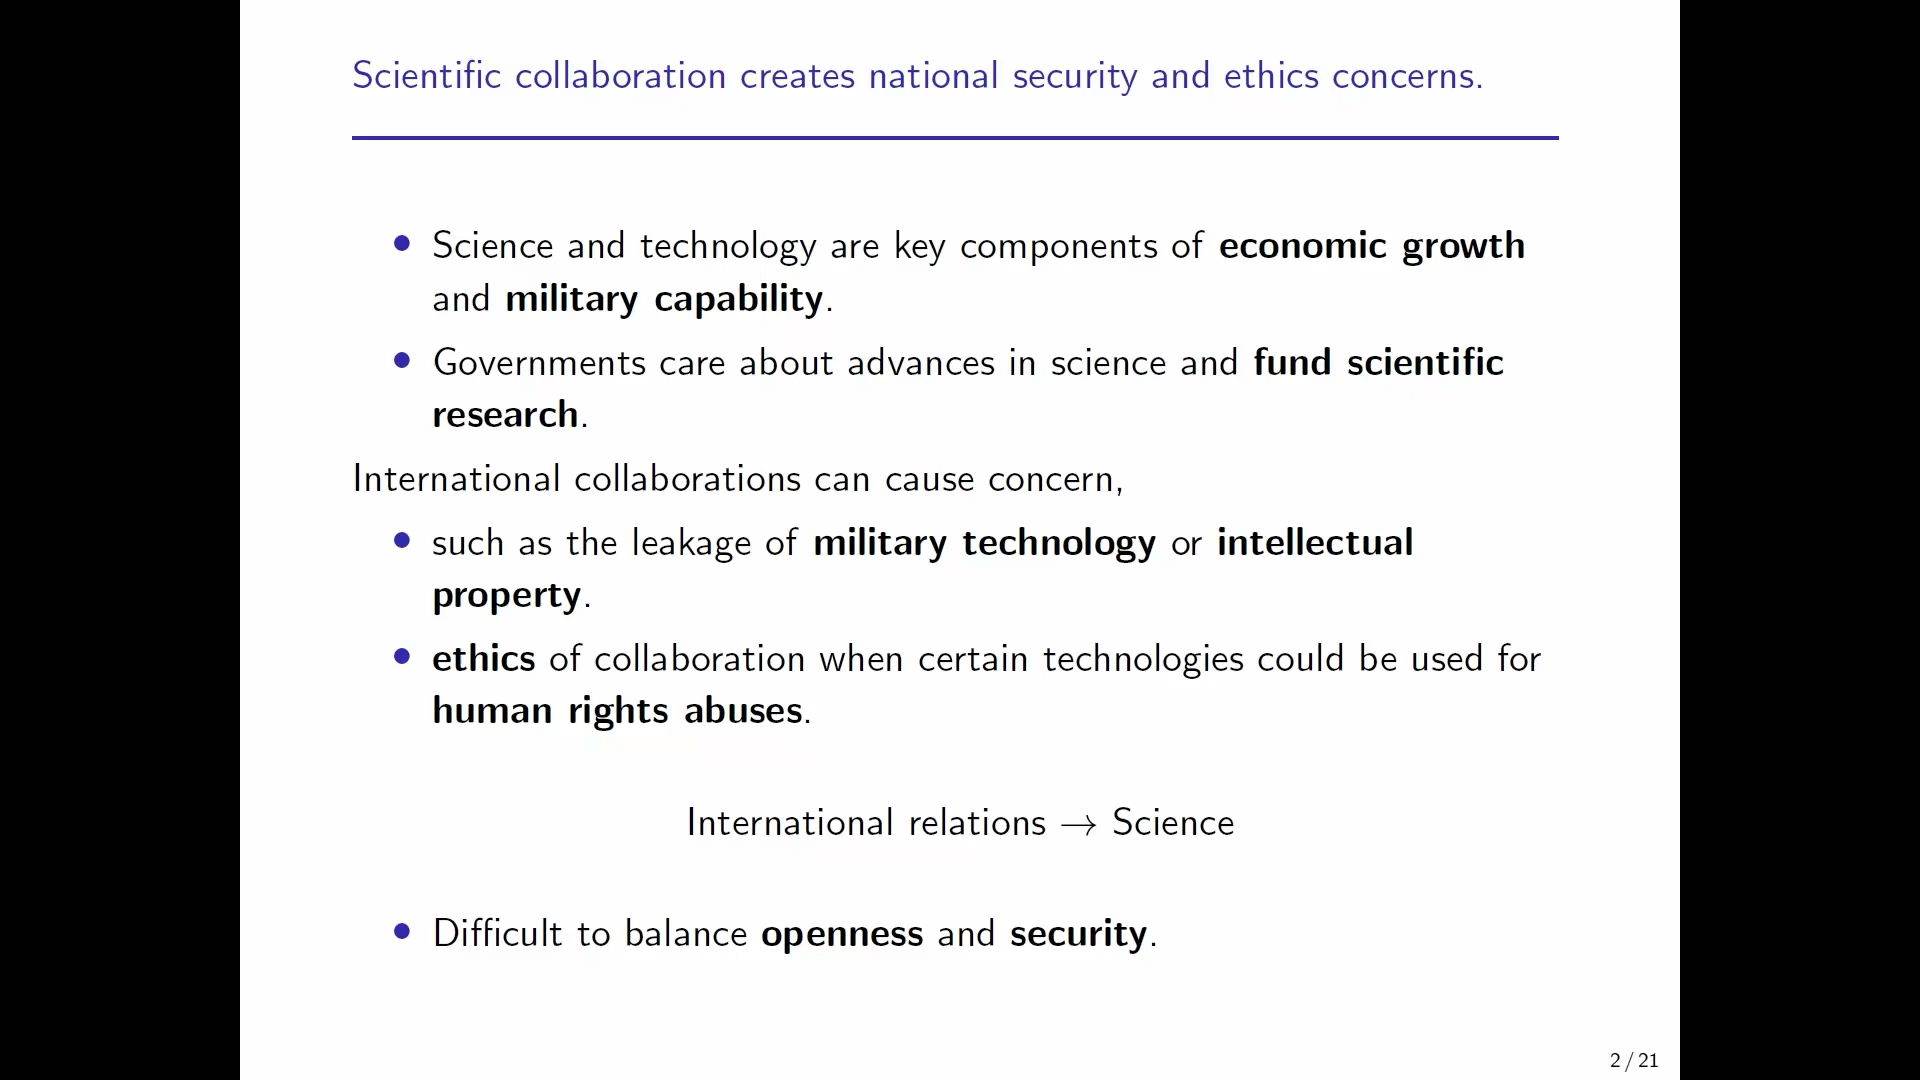 Scientific collaboration creates national security and ethics concerns.
• Science and technology are key components of economic growth
and military capability.
• Governments care about advances in science and fund scientific
research.
International collaborations can cause concern,
• such as the leakage of military technology or intellectual
property.
• ethics of collaboration when certain technologies could be used for
human rights abuses.
International relations → Science
• Difficult to balance openness and security.
2 / 21